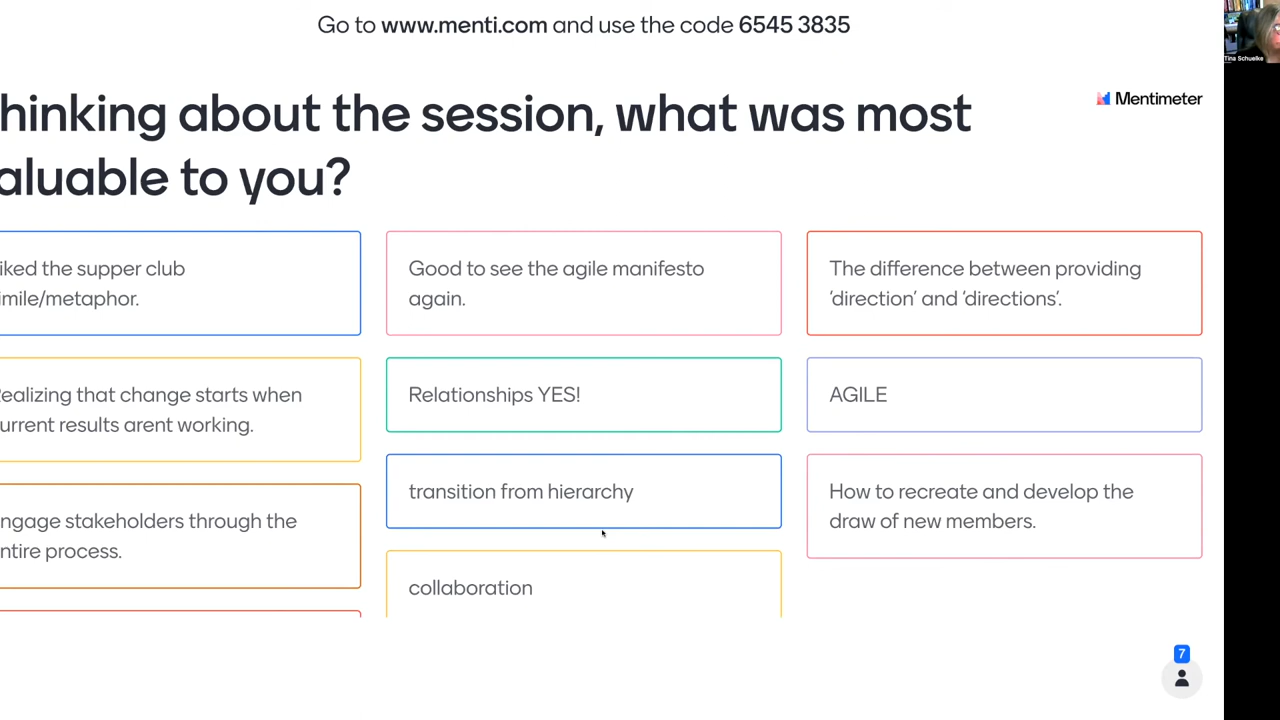 Go to www.menti.com and use the code 6545 3835
hinking about the session, what was most
aluable to you?
Mentimeter
iked the supper club
imile/metaphor.
Good to see the agile manifesto
again.
The difference between providing
‘direction’ and ‘directions’.
ealizing that change starts when
urrent results arent working.
Relationships YES!
AGILE
transition from hierarchy
How to recreate and develop the
draw of new members.
ngage stakeholders through the
ntire process.
collaboration
7
Tina Schuelke